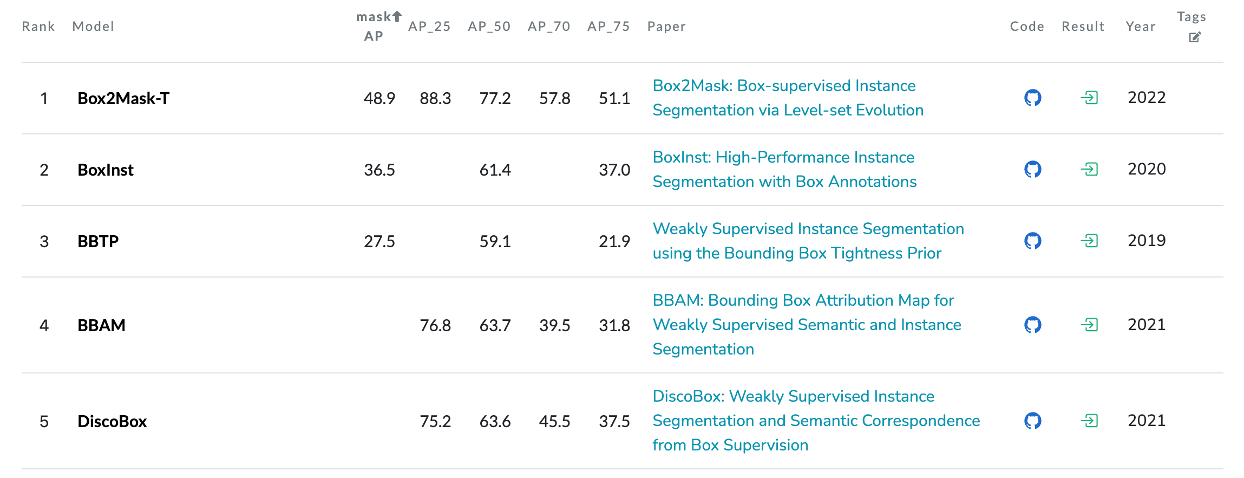 Rank Model mask AP AP_25 AP_50 AP_70 AP_75 Paper Code Result Year Tags
1 Box2Mask-T 48.9 88.3 77.2 57.8 51.1 Box2Mask: Box-supervised Instance
Segmentation via Level-set Evolution 2022
2 BoxInst 36.5 61.4 37.0 BoxInst: High-Performance Instance
Segmentation with Box Annotations 2020
3 BBTP 27.5 59.1 21.9 Weakly Supervised Instance Segmentation
using the Bounding Box Tightness Prior 2019
4 BBAM 76.8 63.7 39.5 31.8 BBAM: Bounding Box Attribution Map for
Weakly Supervised Semantic and Instance 2021
Segmentation
5 DiscoBox 75.2 63.6 45.5 37.5 DiscoBox: Weakly Supervised Instance
Segmentation and Semantic Correspondence 2021
from Box Supervision